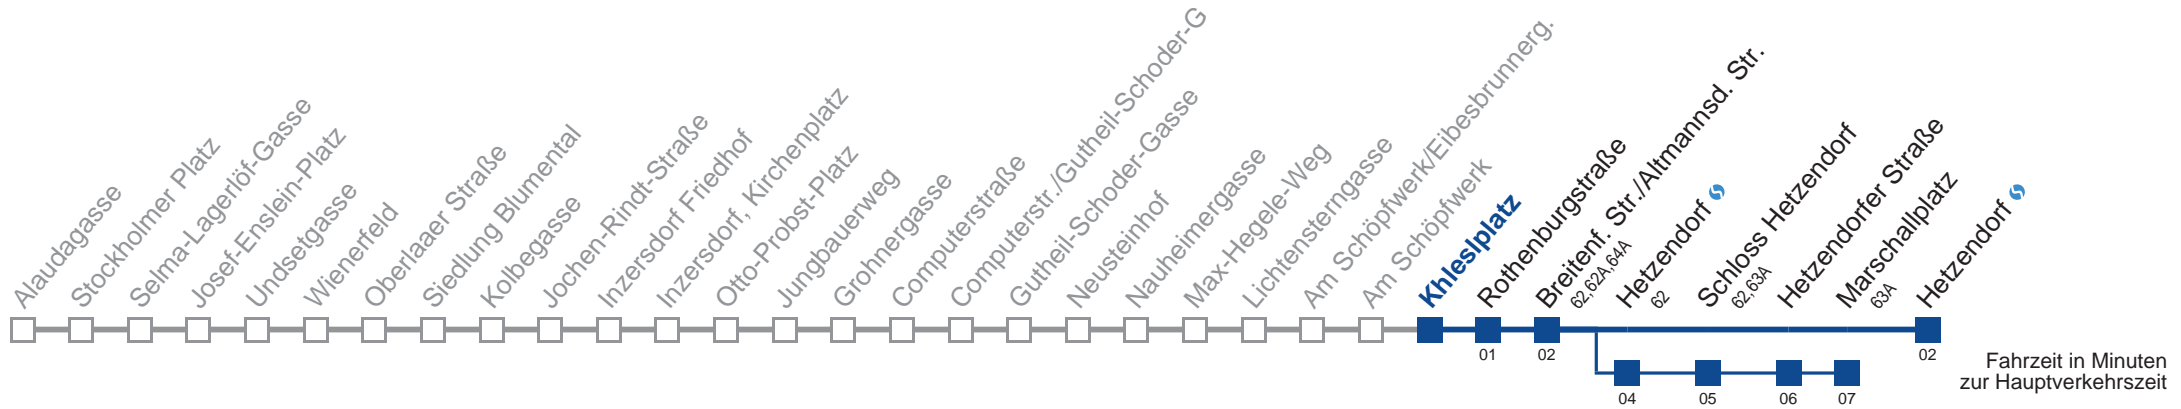 Alaudagasse
Stockholmer Platz
Selma-Lagerlöf-Gasse
Josef-Enslein-Platz
Undsetgasse
Wienerfeld
Oberlaaer Straße
Siedlung Blumental
Kolbegasse
Jochen-Rindt-Straße
Inzersdorf Friedhof
Inzersdorf, Kirchenplatz
Otto-Probst-Platz
Jungbauerweg
Grohnergasse
Computerstraße
Computerstr./Gutheil-Schoder-G
Gutheil-Schoder-Gasse
Neusteinhof
Nauheimergasse
Max-Hegele-Weg
Lichtensterngasse
Am Schöpfwerk/Eibesbrunnerg.
Am Schöpfwerk
Khleslplatz
Rothenburgstraße
Breitenf. Str./Altmannsd. Str.
62,62A,64A
Hetzendorf
62
Schloss Hetzendorf
62,63A
Hetzendorfer Straße
Marschallplatz
63A
Hetzendorf
01
02
02
04
05
06
07
Fahrzeit in Minuten
zur Hauptverkehrszeit